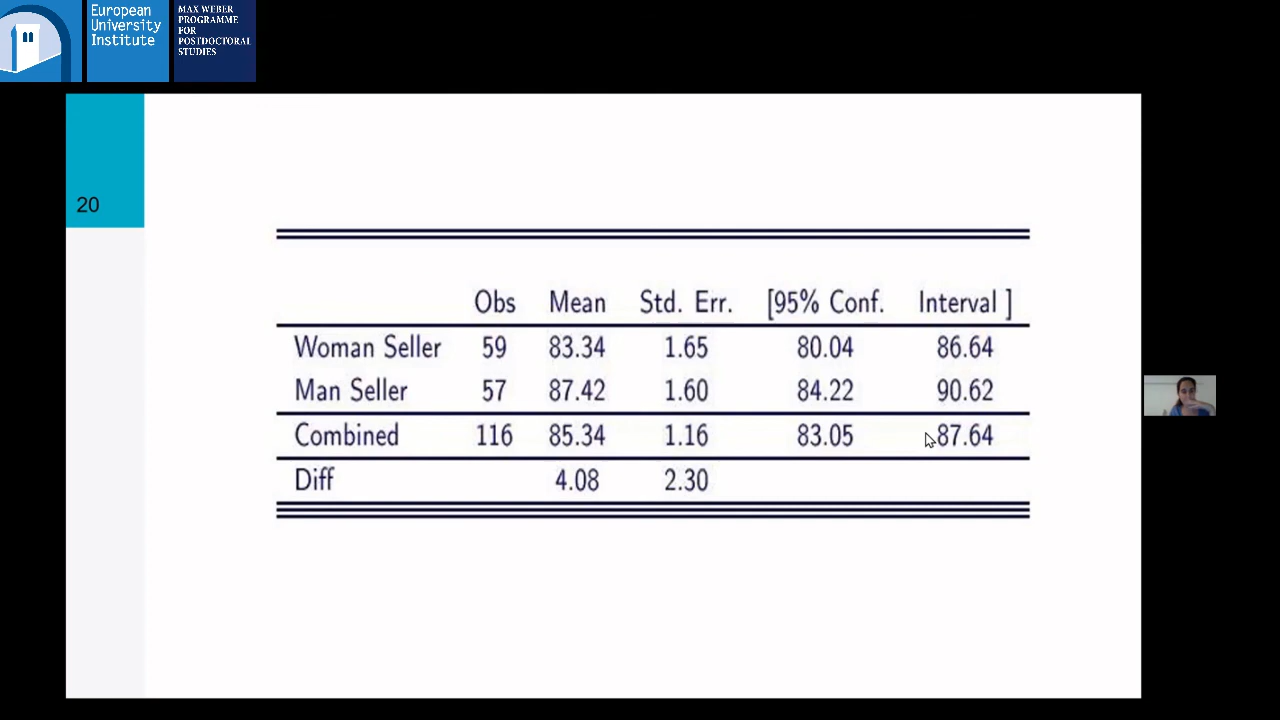 European
University
Institute
MAX WEBER
PROGRAMME
FOR
POSTDOCTORAL
STUDIES
20
Obs Mean Std. Err. [95% Conf. Interval ]
Woman Seller 59 83.34 1.65 80.04 86.64
Man Seller 57 87.42 1.60 84.22 90.62
Combined 116 85.34 1.16 83.05 87.64
Diff 4.08 2.30